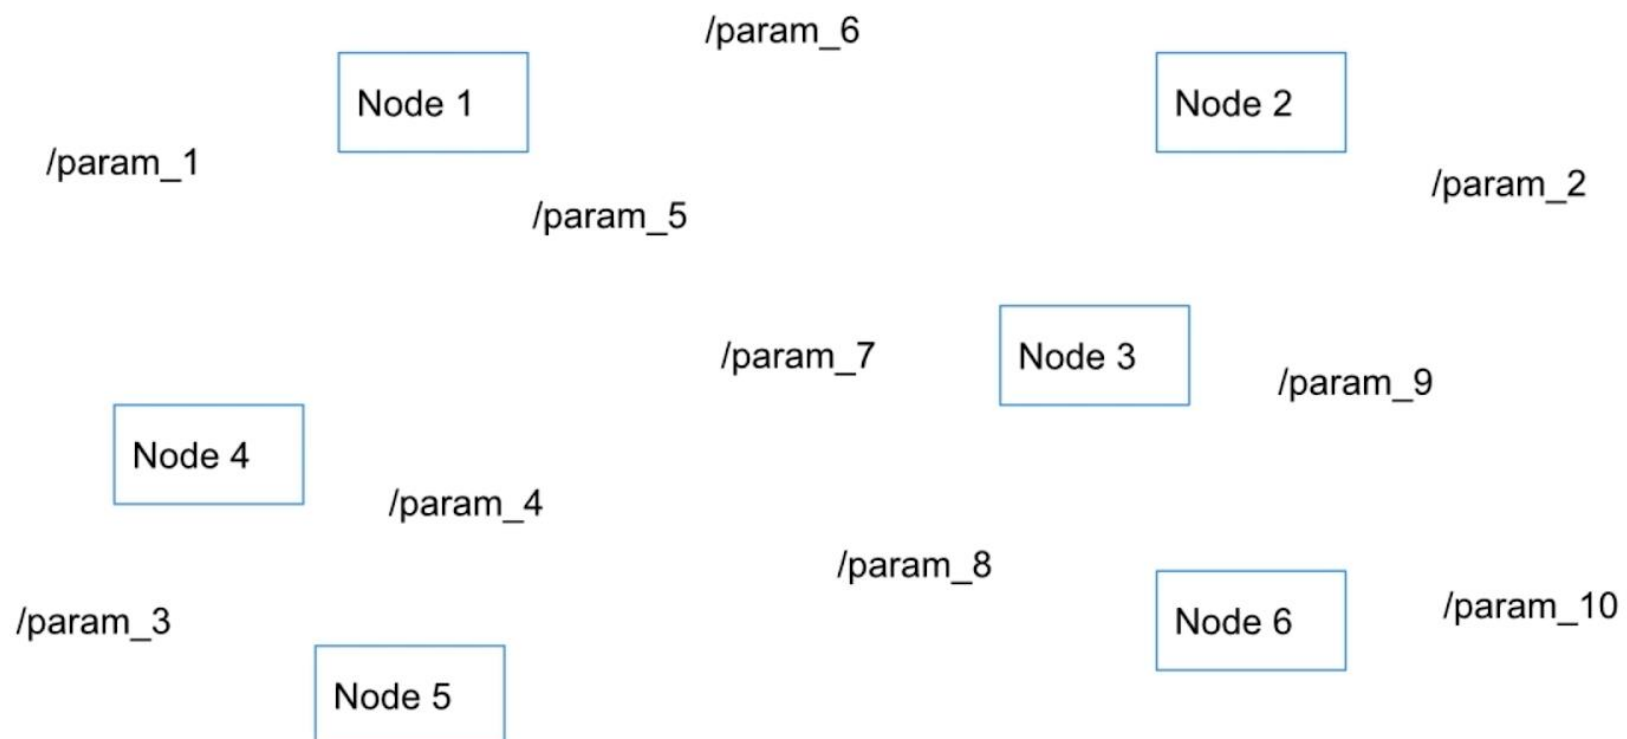 /param_6
Node 1
Node 2
/param_1
/param_2
/param_5
/param_7
Node 3
/param_9
Node 4
/param_4
/param_8
/param_3
Node 6
/param_10
Node 5